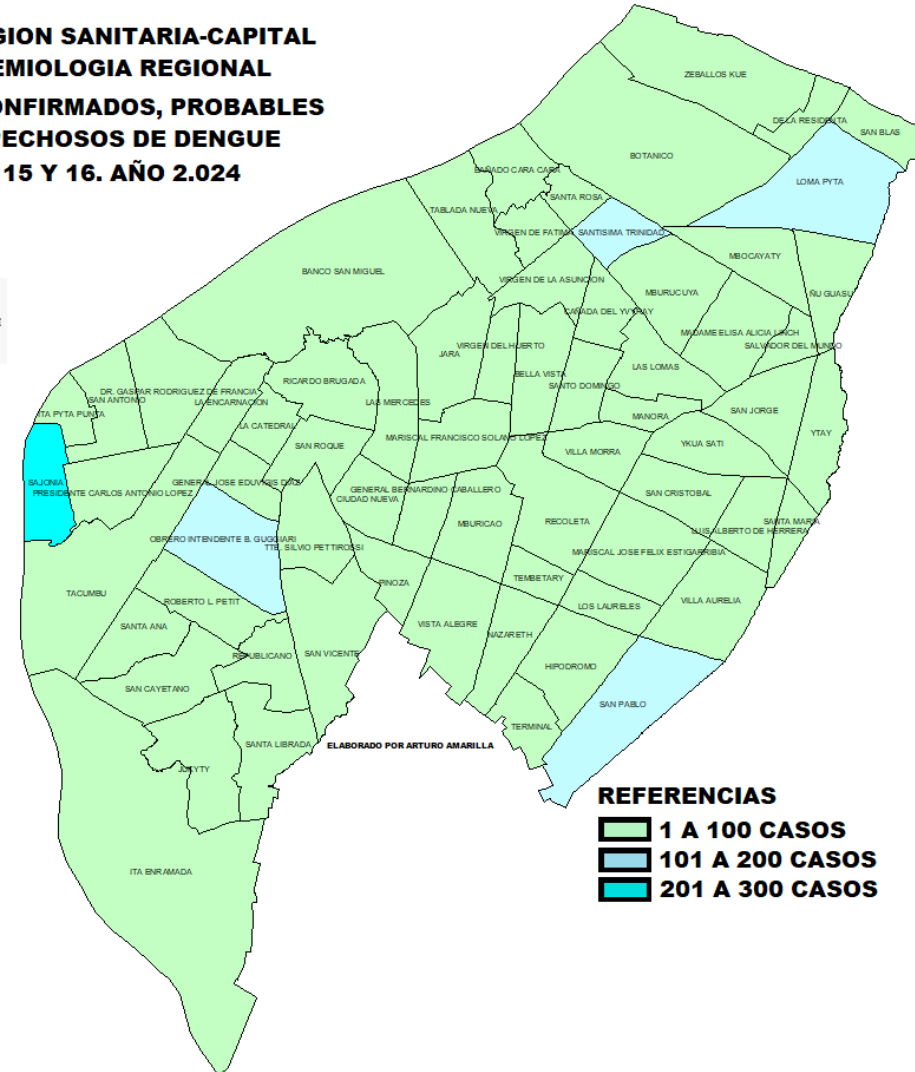 GION SANITARIA-CAPITAL
EMIOLOGIA REGIONAL
ONFIRMADOS, PROBABLES
PECHOSOS DE DENGUE
15 Y 16. AÑO 2.024
ZEBALLOS KUE
DE LA RESIDENTA
SAN BLAS
BOTANICO
BAÑADO CARA CARA
LOMA PYTA
SANTA ROSA
TABLADA NUEVA
VIRGEN DE FATIMA
SANTISIMA TRINIDAD
MBOCAYATY
BANCO SAN MIGUEL
VIRGEN DE LA ASUNCION
MBURUCUYA
ÑU GUASU
CAÑADA DEL YVYRAY
MADAME ELISA ALICIA LINCH
SALVADOR DEL MUNDO
VIRGEN DEL HUERTO
JARA
LAS LOMAS
BELLA VISTA
RICARDO BRUGADA
SANTO DOMINGO
DR. GASPAR RODRIGUEZ DE FRANCIA
SAN ANTONIO
LA ENCARNACION
LAS MERCEDES
ITA PYTA PUNTA
SAN JORGE
MANORA
LA CATEDRAL
YTAY
MARISCAL FRANCISCO SOLANO LOPEZ
SAN ROQUE
YKUA SATI
VILLA MORRA
SAJONIA
GENERAL JOSE EDUVIGIS DIAZ
PRESIDENTE CARLOS ANTONIO LOPEZ
GENERAL BERNARDINO CABALLERO
CIUDAD NUEVA
SAN CRISTOBAL
MBURICAO
RECOLETA
SANTA MARIA
LUIS ALBERTO DE HERRERA
OBRERO INTENDENTE B. GUGGIARI
TTE. SILVIO PETTIROSSI
MARISCAL JOSE FELIX ESTIGARRIBIA
PINOZA
TEMBETARY
TACUMBU
ROBERTO L. PETIT
LOS LAURELES
VILLA AURELIA
SANTA ANA
VISTA ALEGRE
NAZARETH
REPUBLICANO
SAN VICENTE
HIPODROMO
SAN CAYETANO
SAN PABLO
TERMINAL
SANTA LIBRADA
ELABORADO POR ARTURO AMARILLA
JUKYTY
ITA ENRAMADA
REFERENCIAS
1 A 100 CASOS
101 A 200 CASOS
201 A 300 CASOS